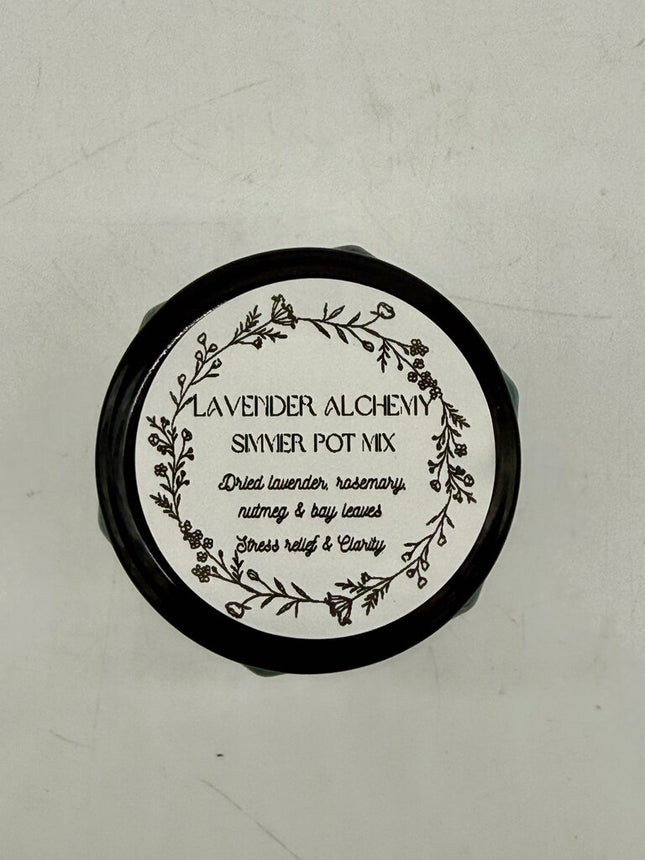 LAVENDER ALCHEMY
SIMMER POT MIX
Dried lavender, rosemary,
nutmeg & bay leaves
Stress relief & Clarity